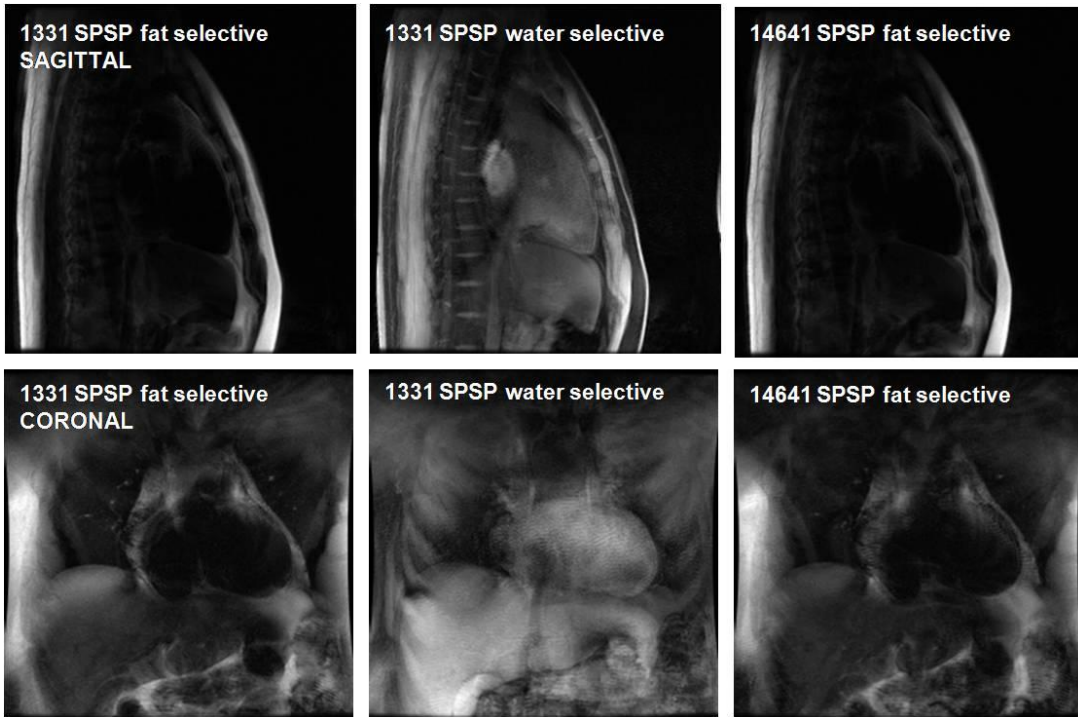 1331 SPSP fat selective
SAGITTAL
1331 SPSP water selective
14641 SPSP fat selective
1331 SPSP fat selective
CORONAL
1331 SPSP water selective
14641 SPSP fat selective